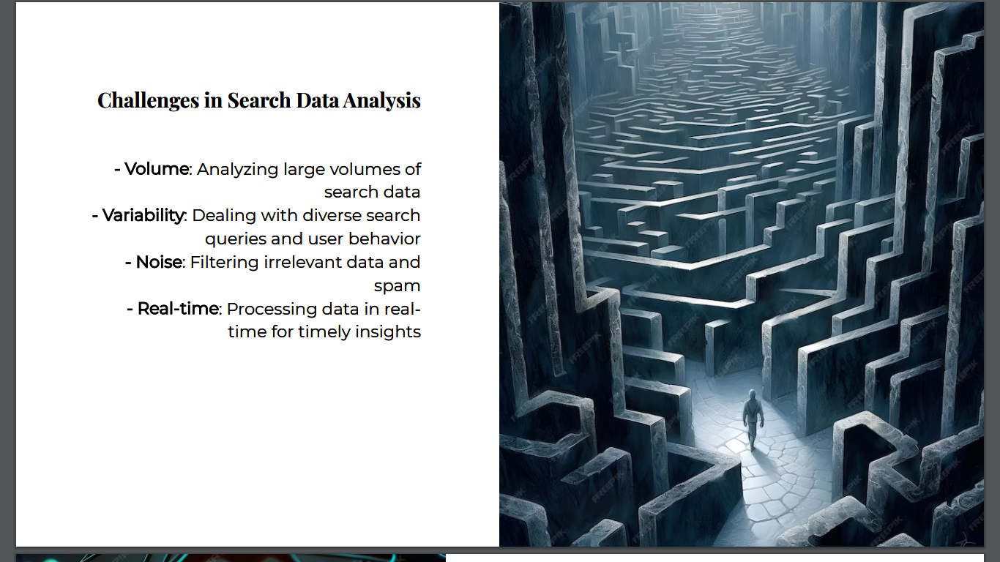 Challenges in Search Data Analysis
- Volume: Analyzing large volumes of
search data
- Variability: Dealing with diverse search
queries and user behavior
- Noise: Filtering irrelevant data and
spam
- Real-time: Processing data in real-
time for timely insights
FREEPIK